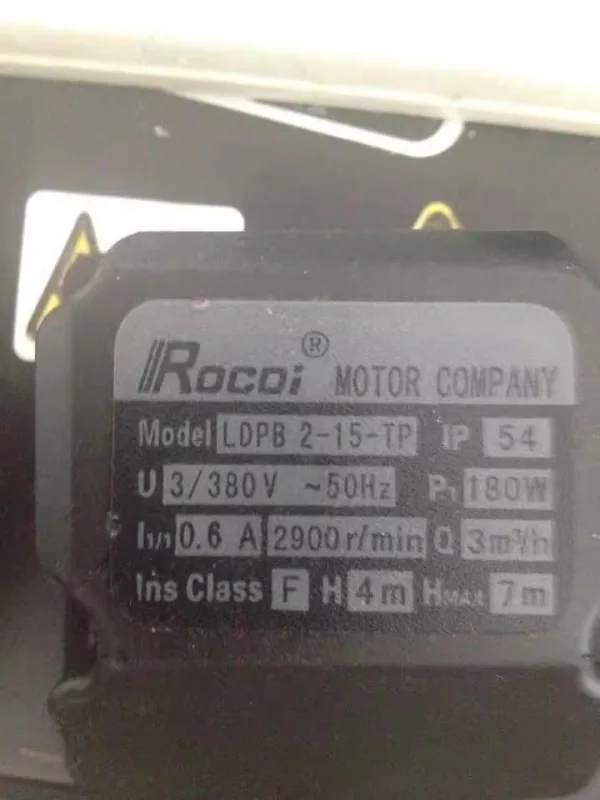 Rocoi® MOTOR COMPANY
Model LDPB 2-15-TP IP 54
U 3/380V ~50Hz P₁ 180W
I₁/₁ 0.6 A 2900r/min Q 3m³/h
Ins Class F H 4m HMAX 7m